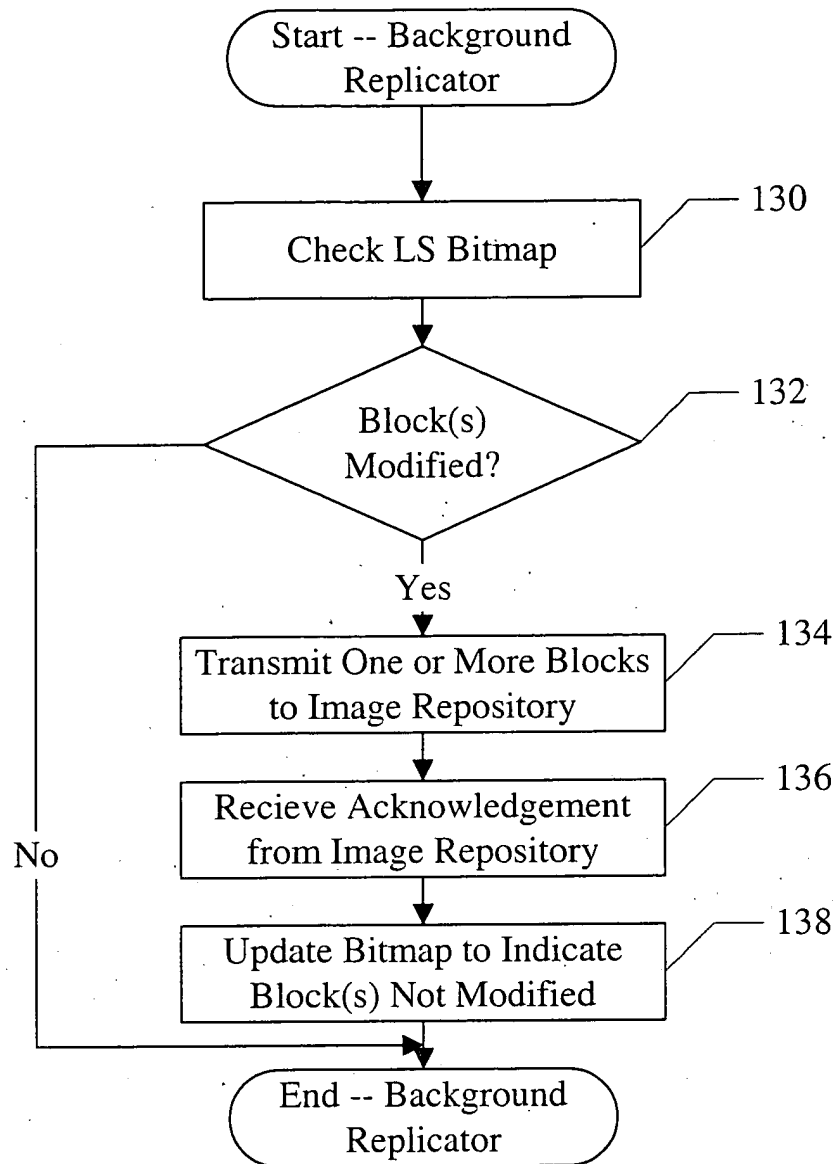 Start -- Background
Replicator
130
Check LS Bitmap
132
Block(s)
Modified?
Yes
134
Transmit One or More Blocks
to Image Repository
136
Recieve Acknowledgement
from Image Repository
No
138
Update Bitmap to Indicate
Block(s) Not Modified
End -- Background
Replicator